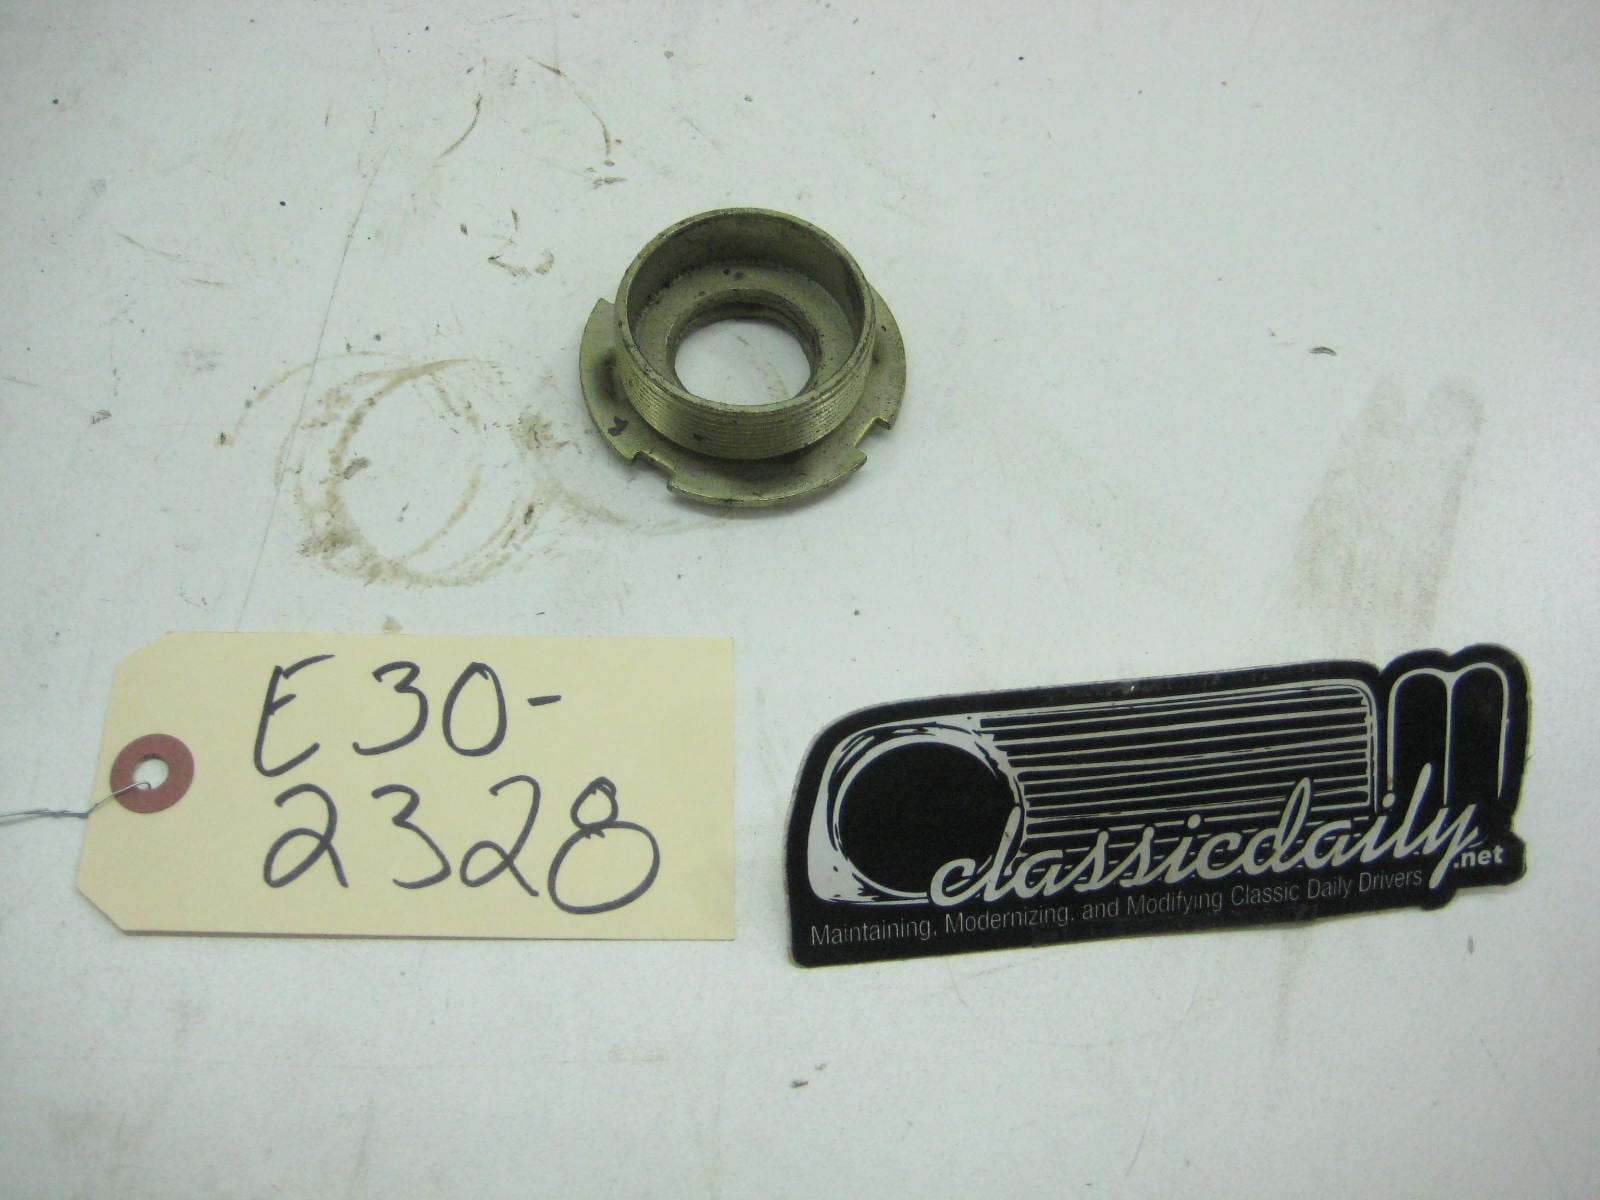 E30-
2328
classicdaily.net
Maintaining, Modernizing, and Modifying Classic Daily Drivers